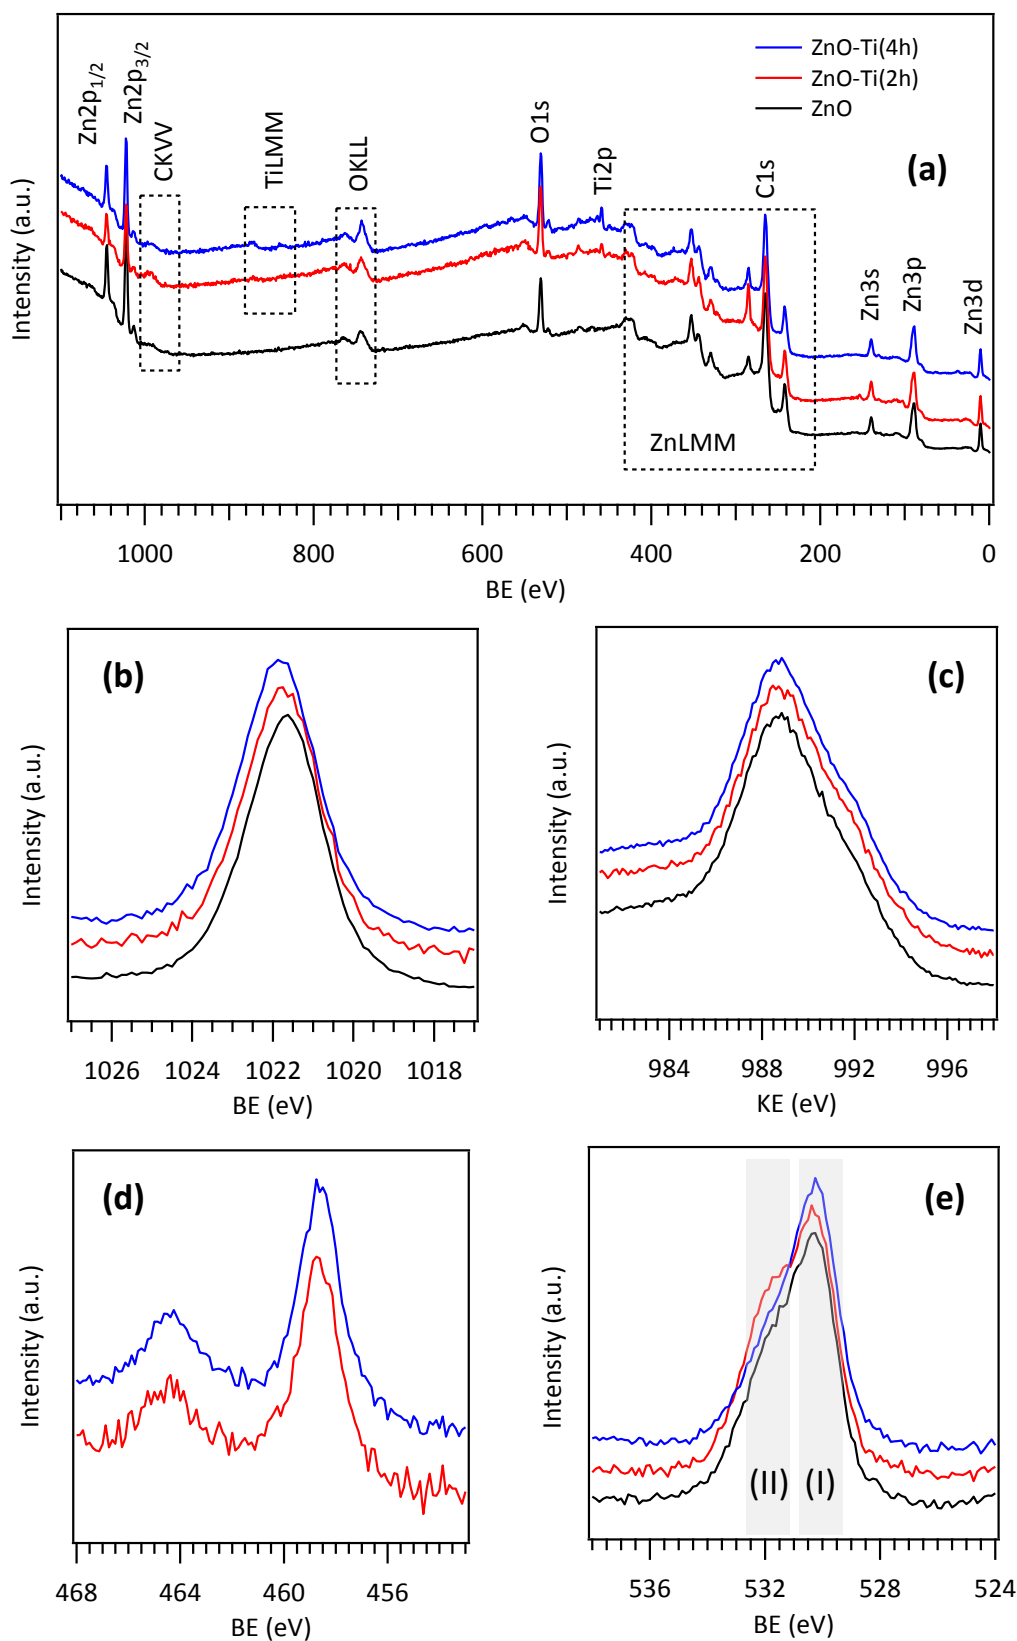 ZnO-Ti(4h)
ZnO-Ti(2h)
ZnO
(a)
Zn2p1/2
Zn2p3/2
CKVV
TiLMM
OKLL
O1s
Ti2p
C1s
Zn3s
Zn3p
Zn3d
ZnLMM
Intensity (a.u.)
1000 800 600 400 200 0
BE (eV)
(b)
Intensity (a.u.)
1026 1024 1022 1020 1018
BE (eV)
(c)
Intensity (a.u.)
984 988 992 996
KE (eV)
(d)
Intensity (a.u.)
468 464 460 456
BE (eV)
(e)
(II) (I)
Intensity (a.u.)
536 532 528 524
BE (eV)